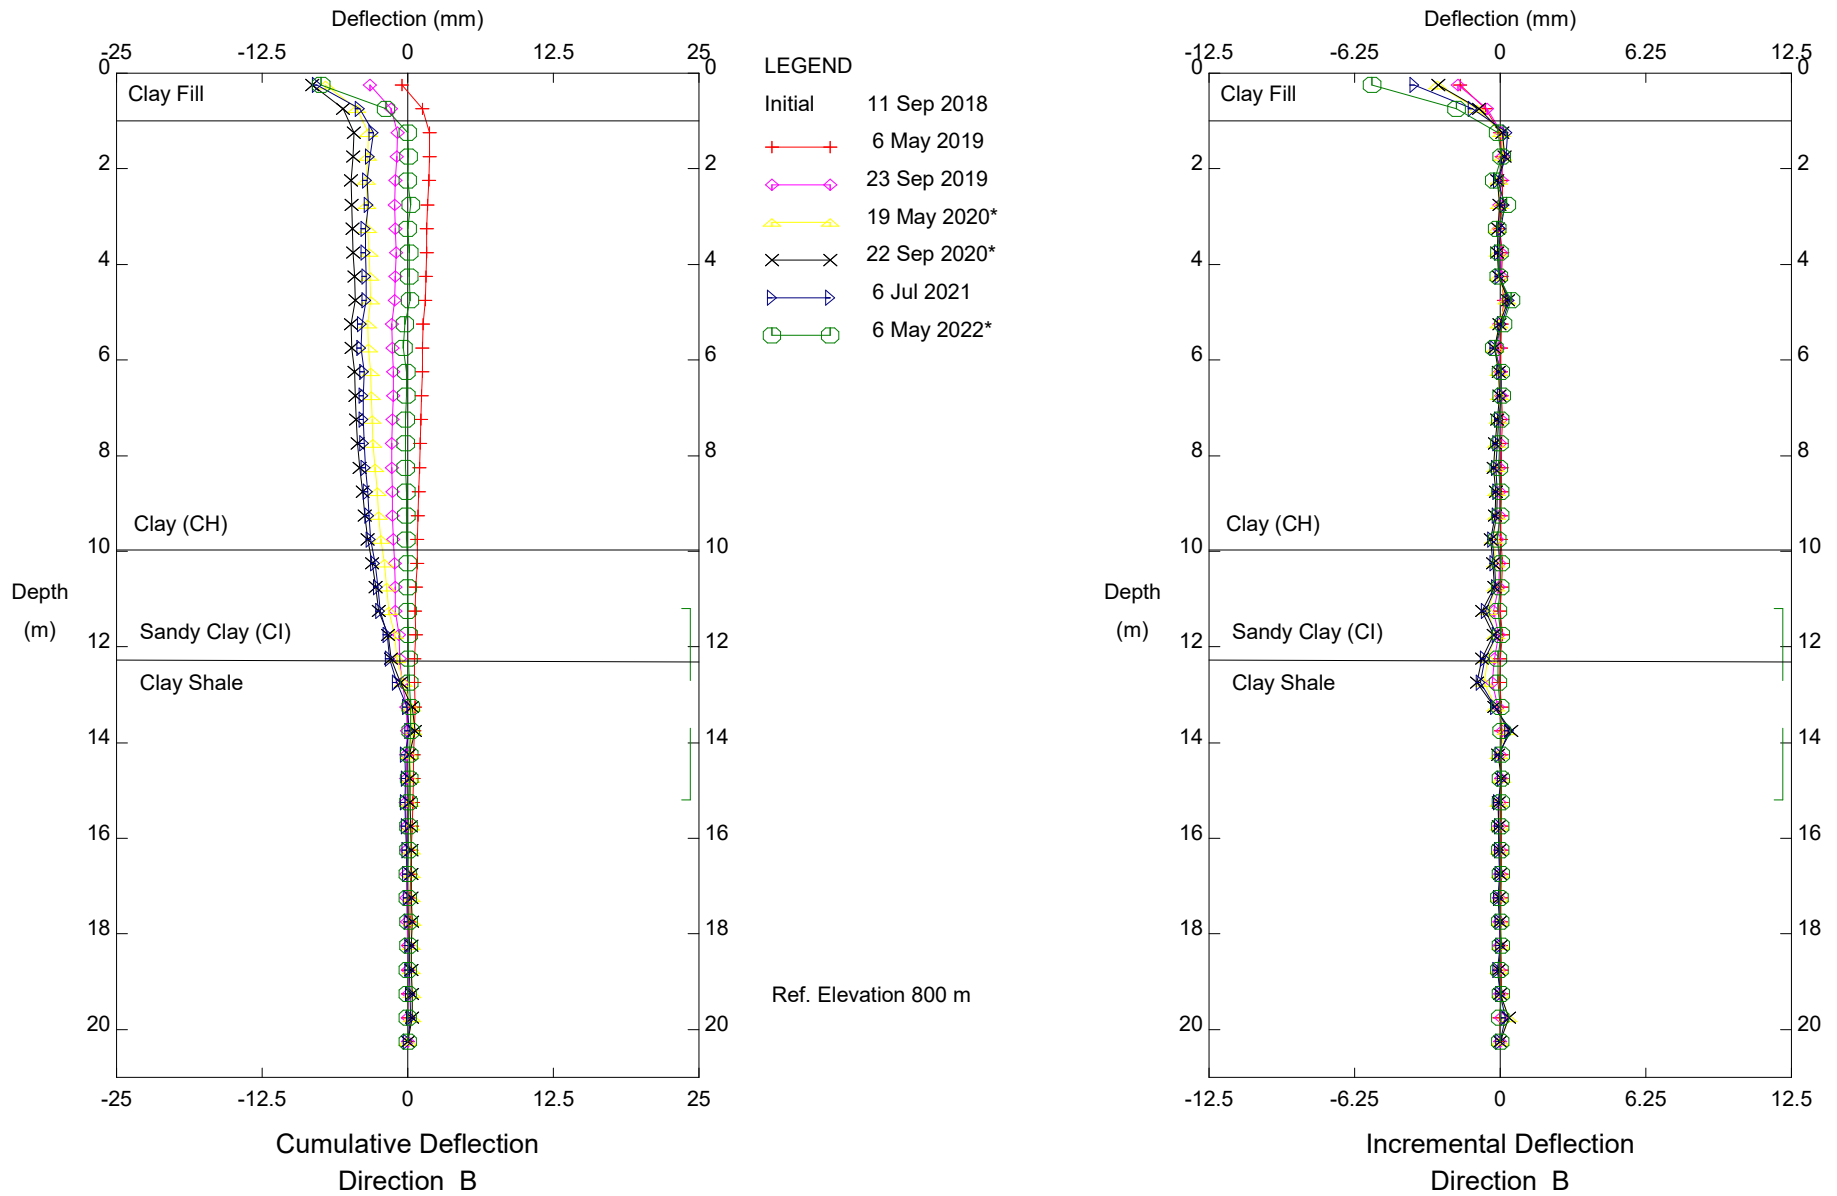 Deflection (mm)
-25 -12.5 0 12.5 25
0 0
Clay Fill
2 2
4 4
6 6
8 8
Clay (CH)
10 10
Depth
(m)
12 12
Sandy Clay (CI)
Clay Shale
14 14
16 16
18 18
20 20
-25 -12.5 0 12.5 25
Cumulative Deflection
Direction B
LEGEND
Initial 11 Sep 2018
6 May 2019
23 Sep 2019
19 May 2020*
22 Sep 2020*
6 Jul 2021
6 May 2022*
Ref. Elevation 800 m
Deflection (mm)
-12.5 -6.25 0 6.25 12.5
0 0
Clay Fill
2 2
4 4
6 6
8 8
Clay (CH)
10 10
Depth
(m)
12 12
Sandy Clay (CI)
Clay Shale
14 14
16 16
18 18
20 20
-12.5 -6.25 0 6.25 12.5
Incremental Deflection
Direction B